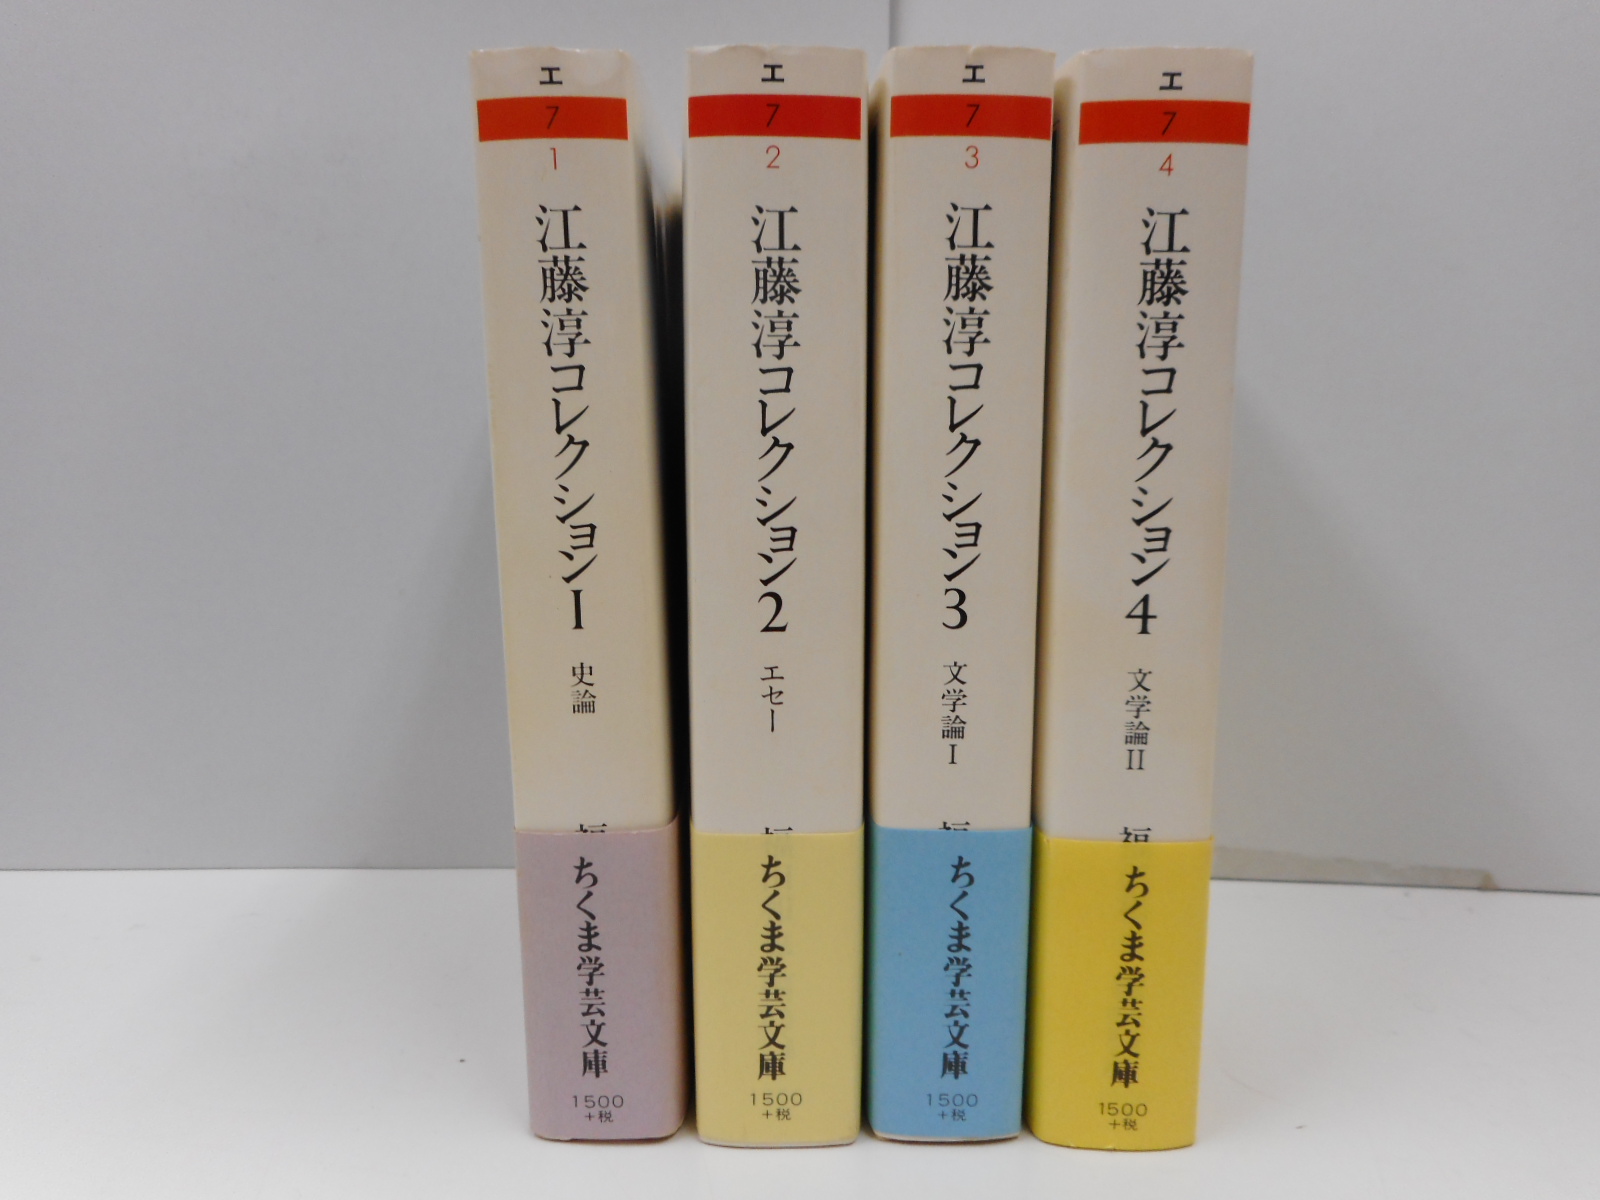 エ
7
1
江藤淳コレクション1
史論
ちくま学芸文庫
1500
+税
エ
7
2
江藤淳コレクション2
エセー
ちくま学芸文庫
1500
+税
エ
7
3
江藤淳コレクション3
文学論I
ちくま学芸文庫
1500
+税
エ
7
4
江藤淳コレクション4
文学論II
福
ちくま学芸文庫
1500
+税